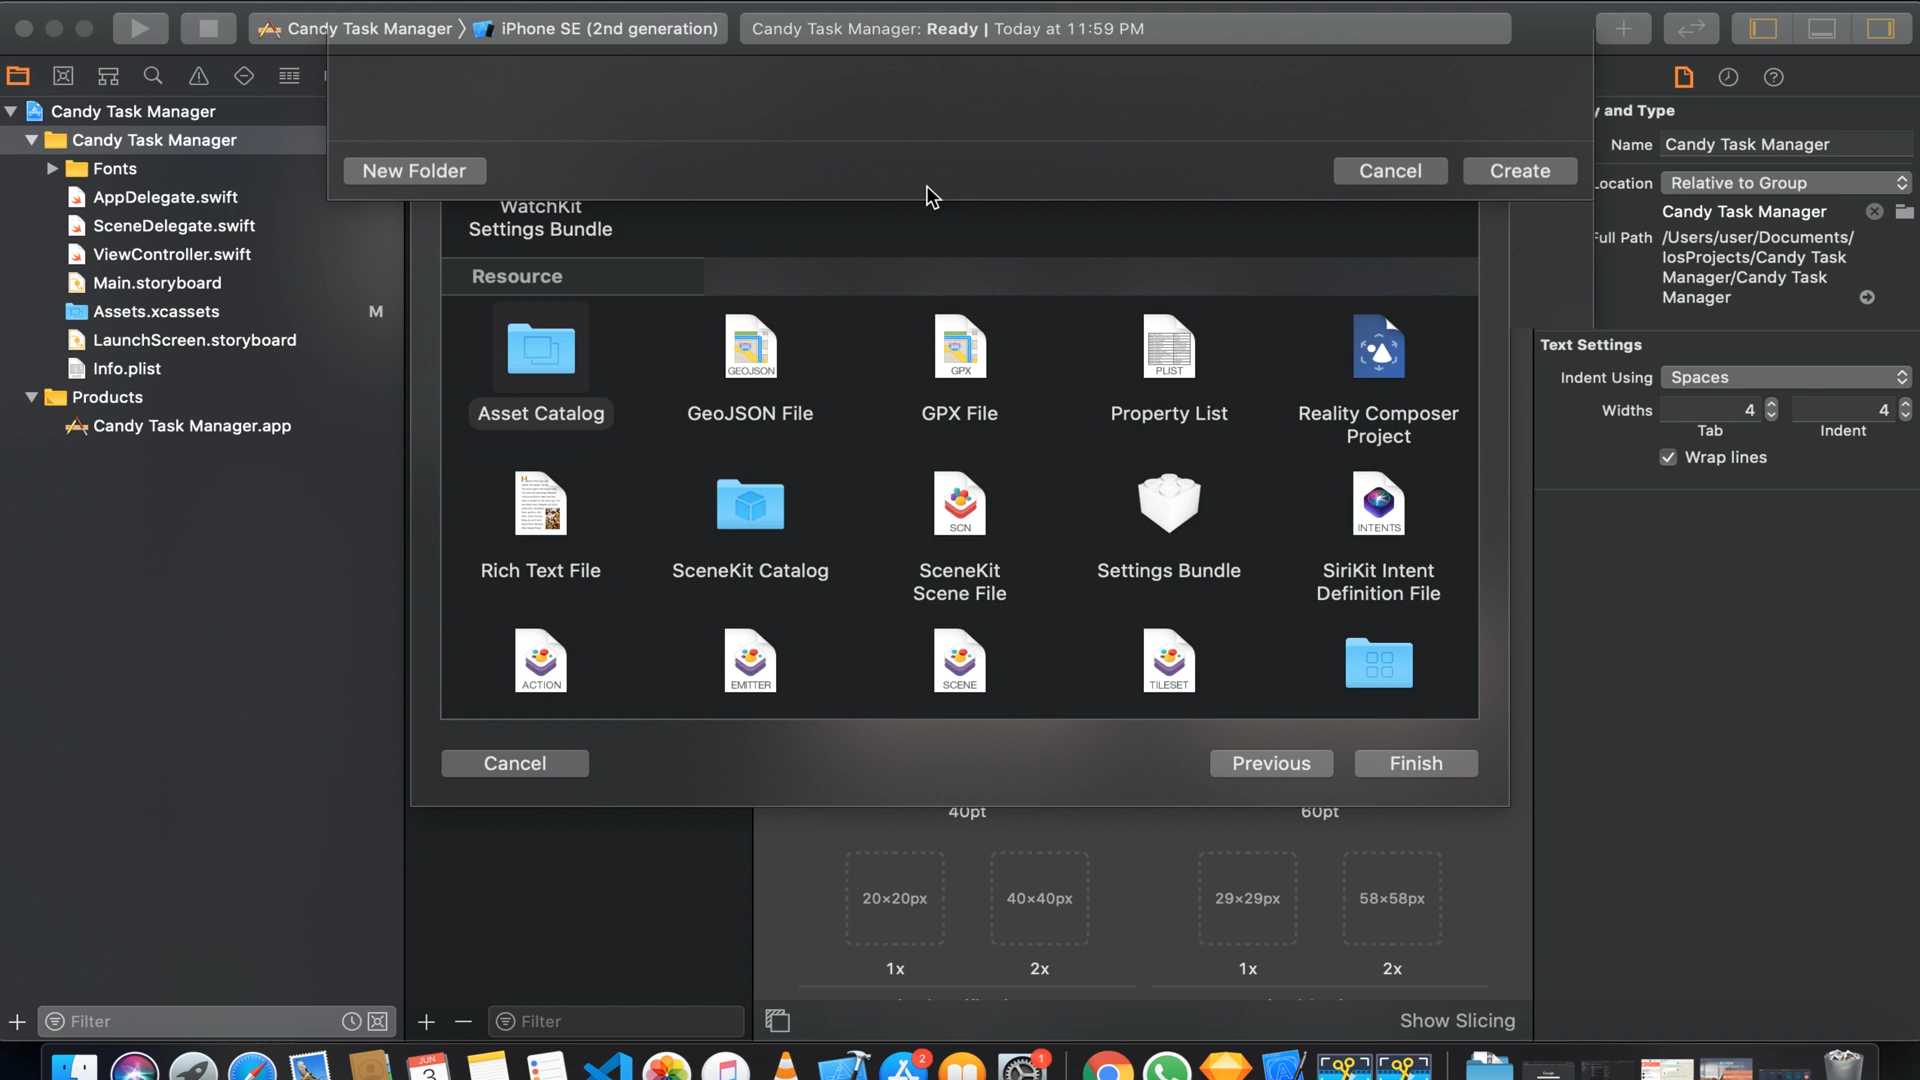 Candy Task Manager
iPhone SE (2nd generation)
Candy Task Manager: Ready | Today at 11:59 PM
Candy Task Manager
Candy Task Manager
Fonts
AppDelegate.swift
SceneDelegate.swift
ViewController.swift
Main.storyboard
Assets.xcassets
M
LaunchScreen.storyboard
Info.plist
Products
Candy Task Manager.app
Filter
New Folder
Cancel
Create
WatchKit
Settings Bundle
Resource
GEOJSON
GPX
PLIST
Asset Catalog
GeoJSON File
GPX File
Property List
Reality Composer
Project
SCN
INTENTS
Rich Text File
SceneKit Catalog
SceneKit
Scene File
Settings Bundle
SiriKit Intent
Definition File
ACTION
EMITTER
SCENE
TILESET
Cancel
Previous
Finish
40pt
60pt
20×20px
40×40px
29×29px
58×58px
1x
2x
1x
2x
Filter
Show Slicing
y and Type
Name
Candy Task Manager
Location
Relative to Group
Candy Task Manager
Full Path
/Users/user/Documents/
IosProjects/Candy Task
Manager/Candy Task
Manager
Text Settings
Indent Using
Spaces
Widths
4
4
Tab
Indent
Wrap lines
JUN
3
2
1